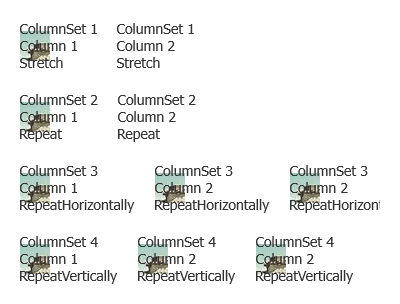 ColumnSet 1 ColumnSet 1
Column 1 Column 2
Stretch Stretch
ColumnSet 2 ColumnSet 2
Column 1 Column 2
Repeat Repeat
ColumnSet 3 ColumnSet 3 ColumnSet 3
Column 1 Column 2 Column 2
RepeatHorizontally RepeatHorizontally RepeatHorizont
ColumnSet 4 ColumnSet 4 ColumnSet 4
Column 1 Column 2 Column 2
RepeatVertically RepeatVertically RepeatVertically